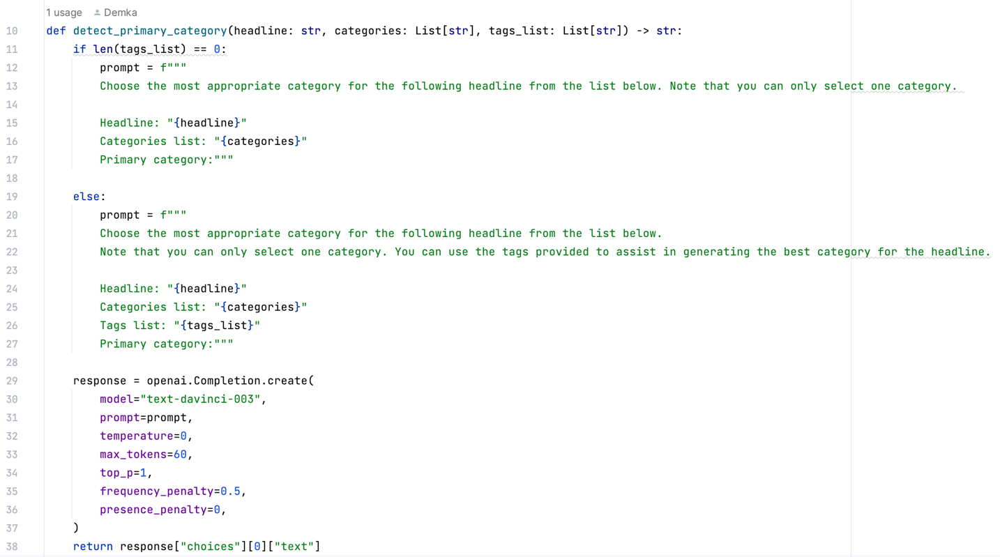 1 usage Demka
10 def detect_primary_category(headline: str, categories: List[str], tags_list: List[str]) -> str:
11 if len(tags_list) == 0:
12 prompt = f"""
13 Choose the most appropriate category for the following headline from the list below. Note that you can only select one category.
14
15 Headline: "{headline}"
16 Categories list: "{categories}"
17 Primary category:"""
18
19 else:
20 prompt = f"""
21 Choose the most appropriate category for the following headline from the list below.
22 Note that you can only select one category. You can use the tags provided to assist in generating the best category for the headline.
23
24 Headline: "{headline}"
25 Categories list: "{categories}"
26 Tags list: "{tags_list}"
27 Primary category:"""
28
29 response = openai.Completion.create(
30 model="text-davinci-003",
31 prompt=prompt,
32 temperature=0,
33 max_tokens=60,
34 top_p=1,
35 frequency_penalty=0.5,
36 presence_penalty=0,
37 )
38 return response["choices"][0]["text"]